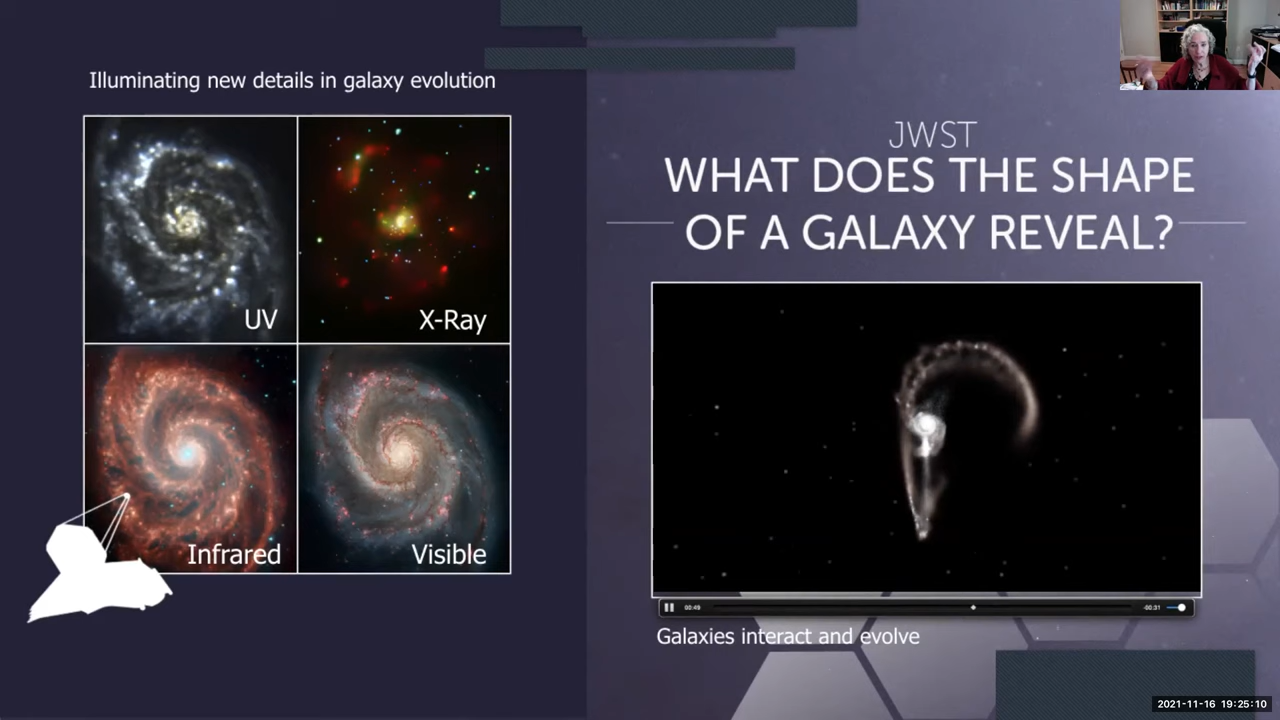 Illuminating new details in galaxy evolution
UV
X-Ray
Infrared
Visible
JWST
WHAT DOES THE SHAPE
OF A GALAXY REVEAL?
00:49
-00:31
Galaxies interact and evolve
2021-11-16 19:25:10